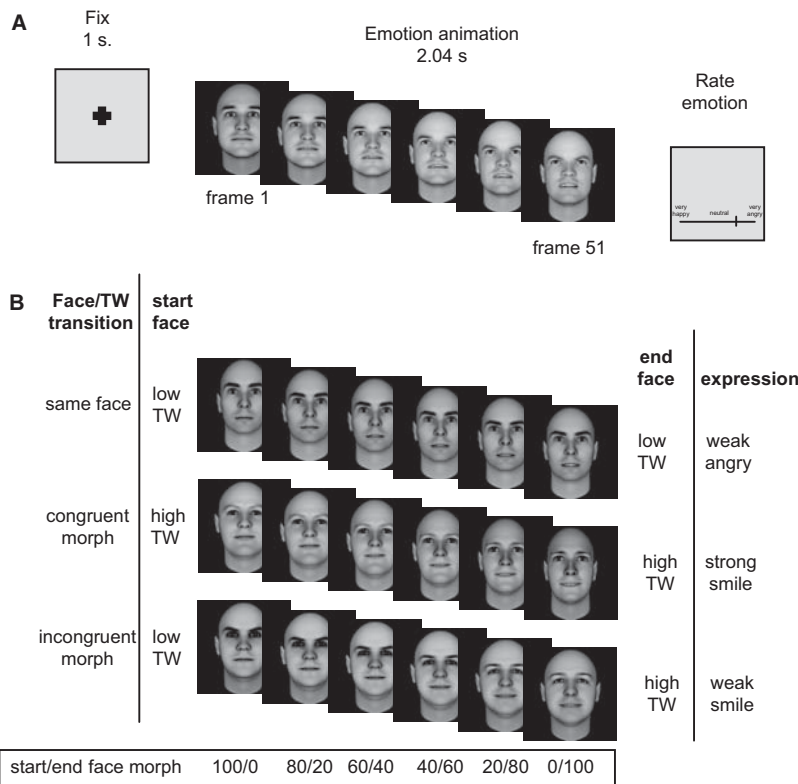 A
Fix
1 s.
Emotion animation
2.04 s
Rate
emotion
frame 1
frame 51
very
happy
neutral
very
angry
B
Face/TW
transition
start
face
end
face
expression
same face
low
TW
low
TW
weak
angry
congruent
morph
high
TW
high
TW
strong
smile
incongruent
morph
low
TW
high
TW
weak
smile
start/end face morph 100/0 80/20 60/40 40/60 20/80 0/100